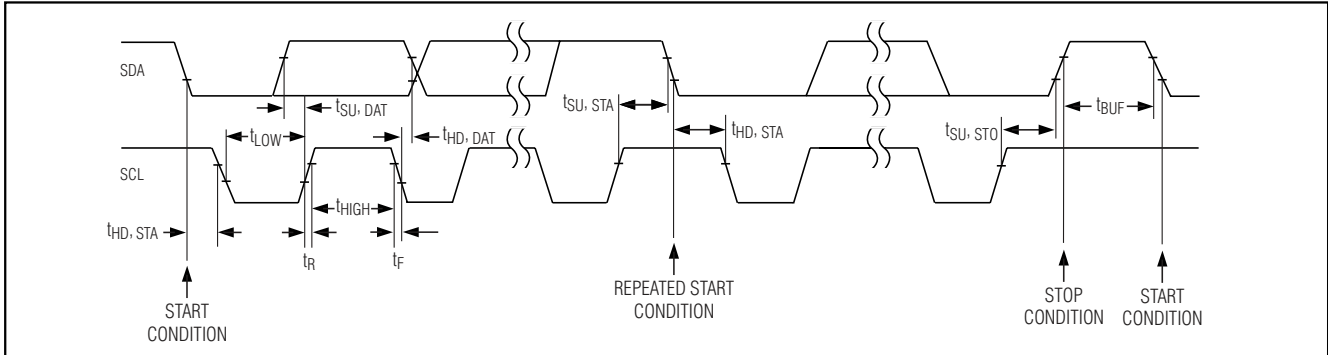 SDA
tSU, DAT
tSU, STA
tBUF
tLOW
tHD, DAT
tHD, STA
tSU, STO
SCL
tHIGH
tHD, STA
tR
tF
START
CONDITION
REPEATED START
CONDITION
STOP
CONDITION
START
CONDITION